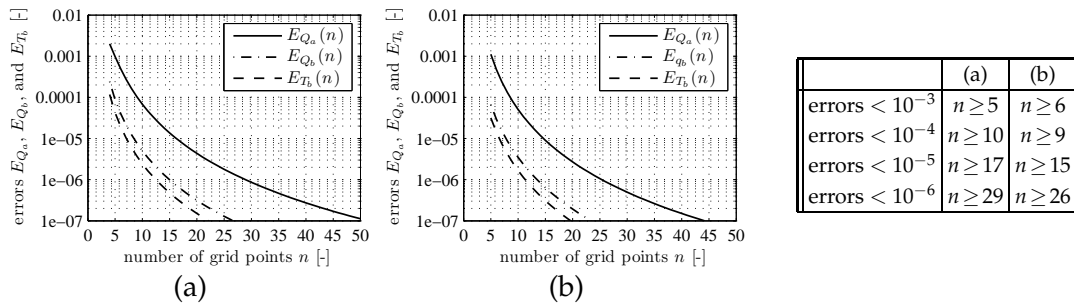 errors E_{Q_a}, E_{Q_b}, and E_{T_b} [-]
0.01
0.001
0.0001
1e−05
1e−06
1e−07
0 5 10 15 20 25 30 35 40 45 50
number of grid points n [-]
E_{Q_a}(n)
E_{Q_b}(n)
E_{T_b}(n)
(a)
errors E_{Q_a}, E_{Q_b}, and E_{T_b} [-]
0.01
0.001
0.0001
1e−05
1e−06
1e−07
0 5 10 15 20 25 30 35 40 45 50
number of grid points n [-]
E_{Q_a}(n)
E_{q_b}(n)
E_{T_b}(n)
(b)
(a) (b)
errors < 10^{−3} n ≥ 5 n ≥ 6
errors < 10^{−4} n ≥ 10 n ≥ 9
errors < 10^{−5} n ≥ 17 n ≥ 15
errors < 10^{−6} n ≥ 29 n ≥ 26